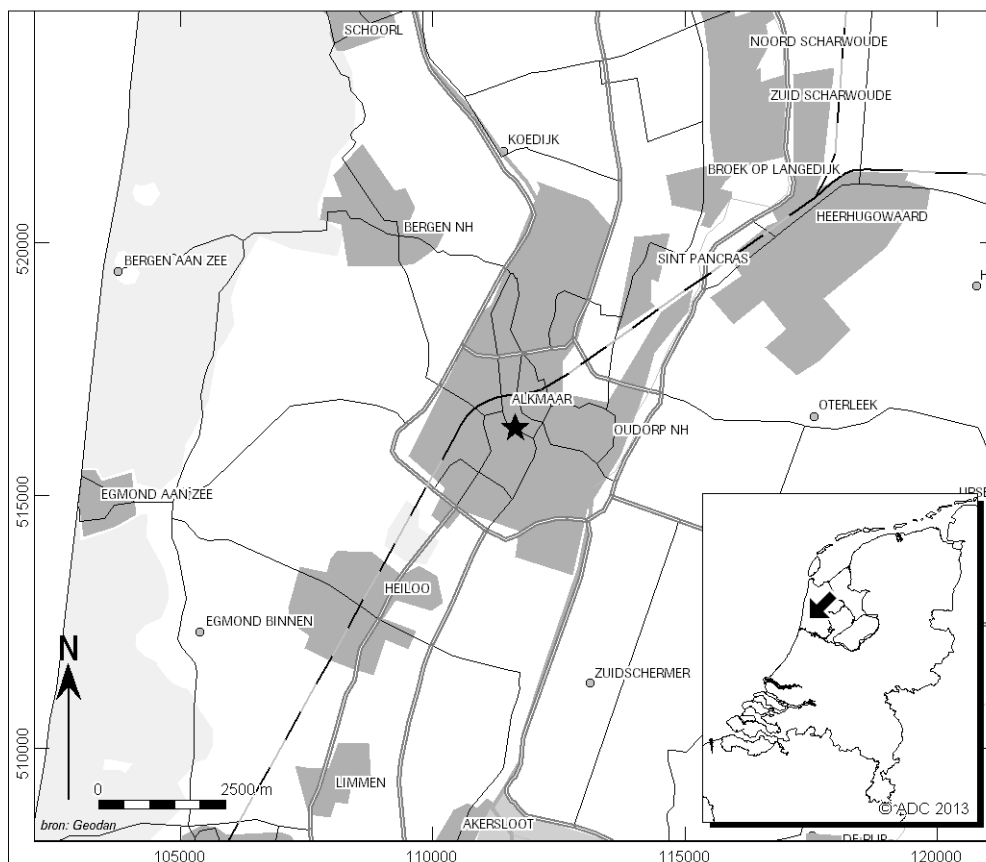 SCHOORL
NOORD SCHARWOUDE
ZUID SCHARWOUDE
KOEDIJK
BROEK OP LANGEDIJK
HEERHUGOWAARD
BERGEN NH
520000
SINT PANCRAS
BERGEN AAN ZEE
H
ALKMAAR
OTERLEEK
OUDORP NH
EGMOND AAN ZEE
515000
HEILOO
EGMOND BINNEN
N
ZUIDSCHERMER
510000
LIMMEN
0 2500 m
bron: Geodan
AKERSLOOT
© ADC 2013
105000 110000 115000 120000